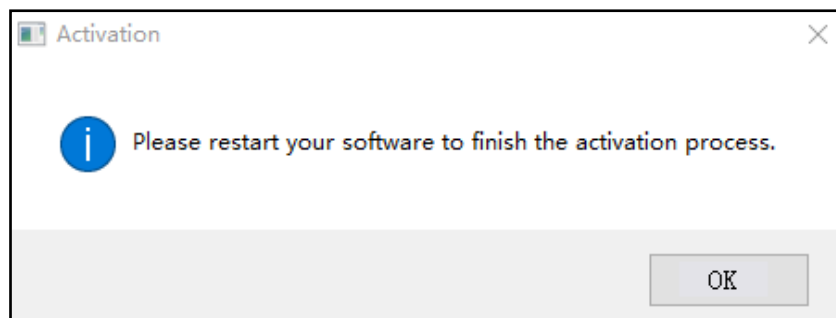 Activation
Please restart your software to finish the activation process.
OK